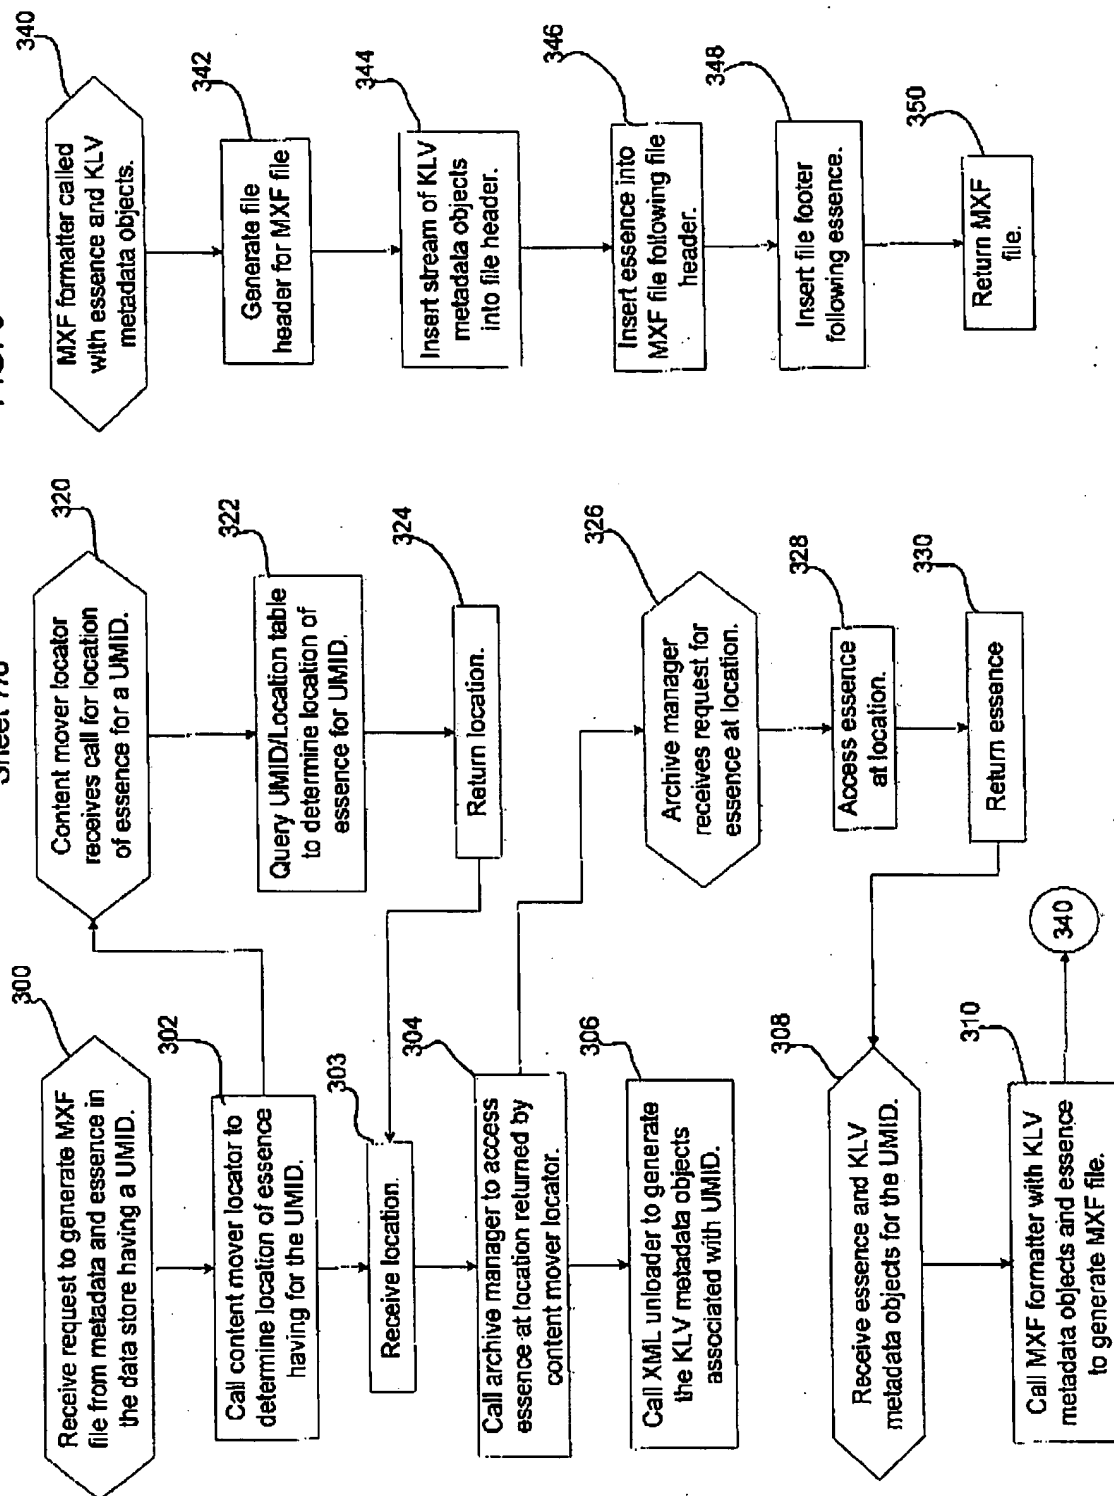 300
Receive request to generate MXF
file from metadata and essence in
the data store having a UMID.
302
Call content mover locator to
determine location of essence
having for the UMID.
303
Receive location.
304
Call archive manager to access
essence at location returned by
content mover locator.
306
Call XML unloader to generate
the KLV metadata objects
associated with UMID.
308
Receive essence and KLV
metadata objects for the UMID.
310
Call MXF formatter with KLV
metadata objects and essence
to generate MXF file.
340
320
Content mover locator
receives call for location
of essence for a UMID.
322
Query UMID/Location table
to determine location of
essence for UMID.
324
Return location.
326
Archive manager
receives request for
essence at location.
328
Access essence
at location.
330
Return essence
340
MXF formatter called
with essence and KLV
metadata objects.
342
Generate file
header for MXF file
344
Insert stream of KLV
metadata objects
into file header.
346
Insert essence into
MXF file following file
header.
348
Insert file footer
following essence.
350
Return MXF
file.